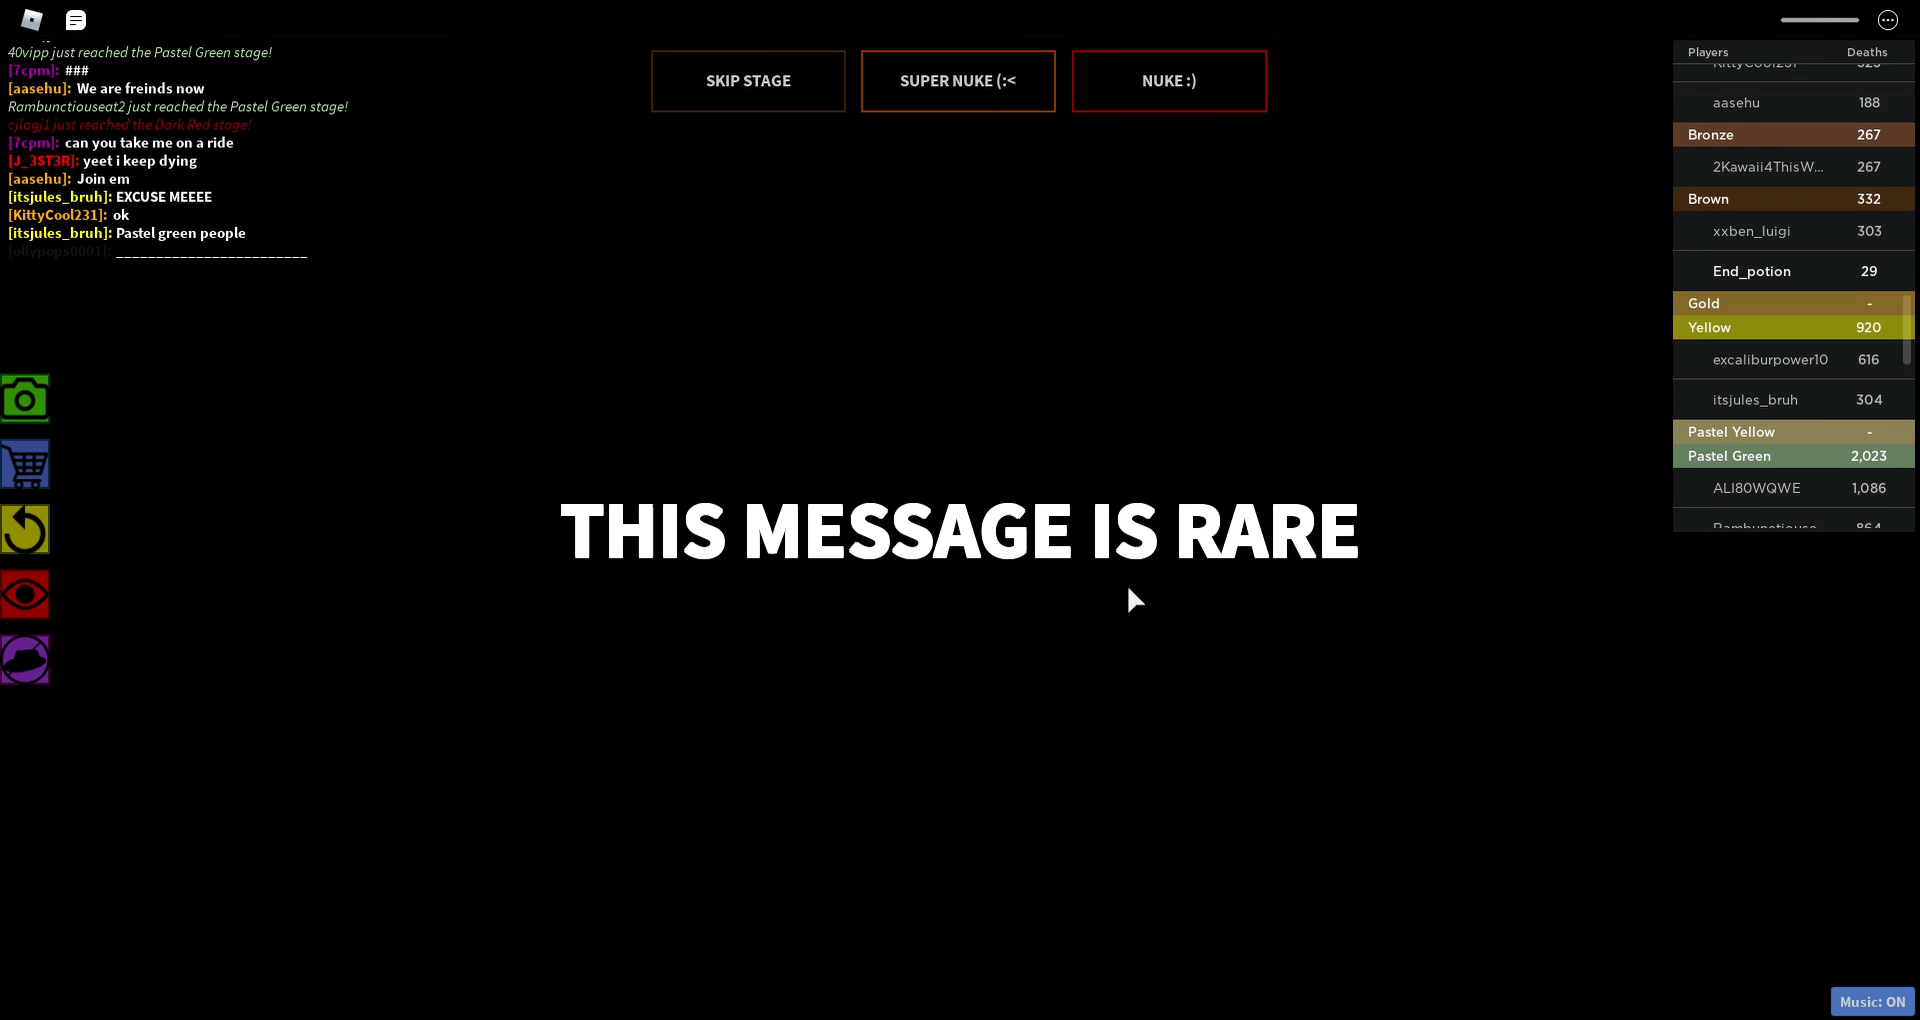 40vipp just reached the Pastel Green stage!
[7cpm]: ###
[aasehu]: We are freinds now
Rambunctiouseat2 just reached the Pastel Green stage!
cjlagj1 just reached the Dark Red stage!
[7cpm]: can you take me on a ride
[J_3ST3R]: yeet i keep dying
[aasehu]: Join em
[itsjules_bruh]: EXCUSE MEEEE
[KittyCool231]: ok
[itsjules_bruh]: Pastel green people
[ollypops0001]: ________________________
SKIP STAGE
SUPER NUKE (:<
NUKE :)
THIS MESSAGE IS RARE
Players Deaths
aasehu 188
Bronze 267
2Kawaii4ThisW... 267
Brown 332
xxben_luigi 303
End_potion 29
Gold -
Yellow 920
excaliburpower10 616
itsjules_bruh 304
Pastel Yellow -
Pastel Green 2,023
ALI80WQWE 1,086
Music: ON